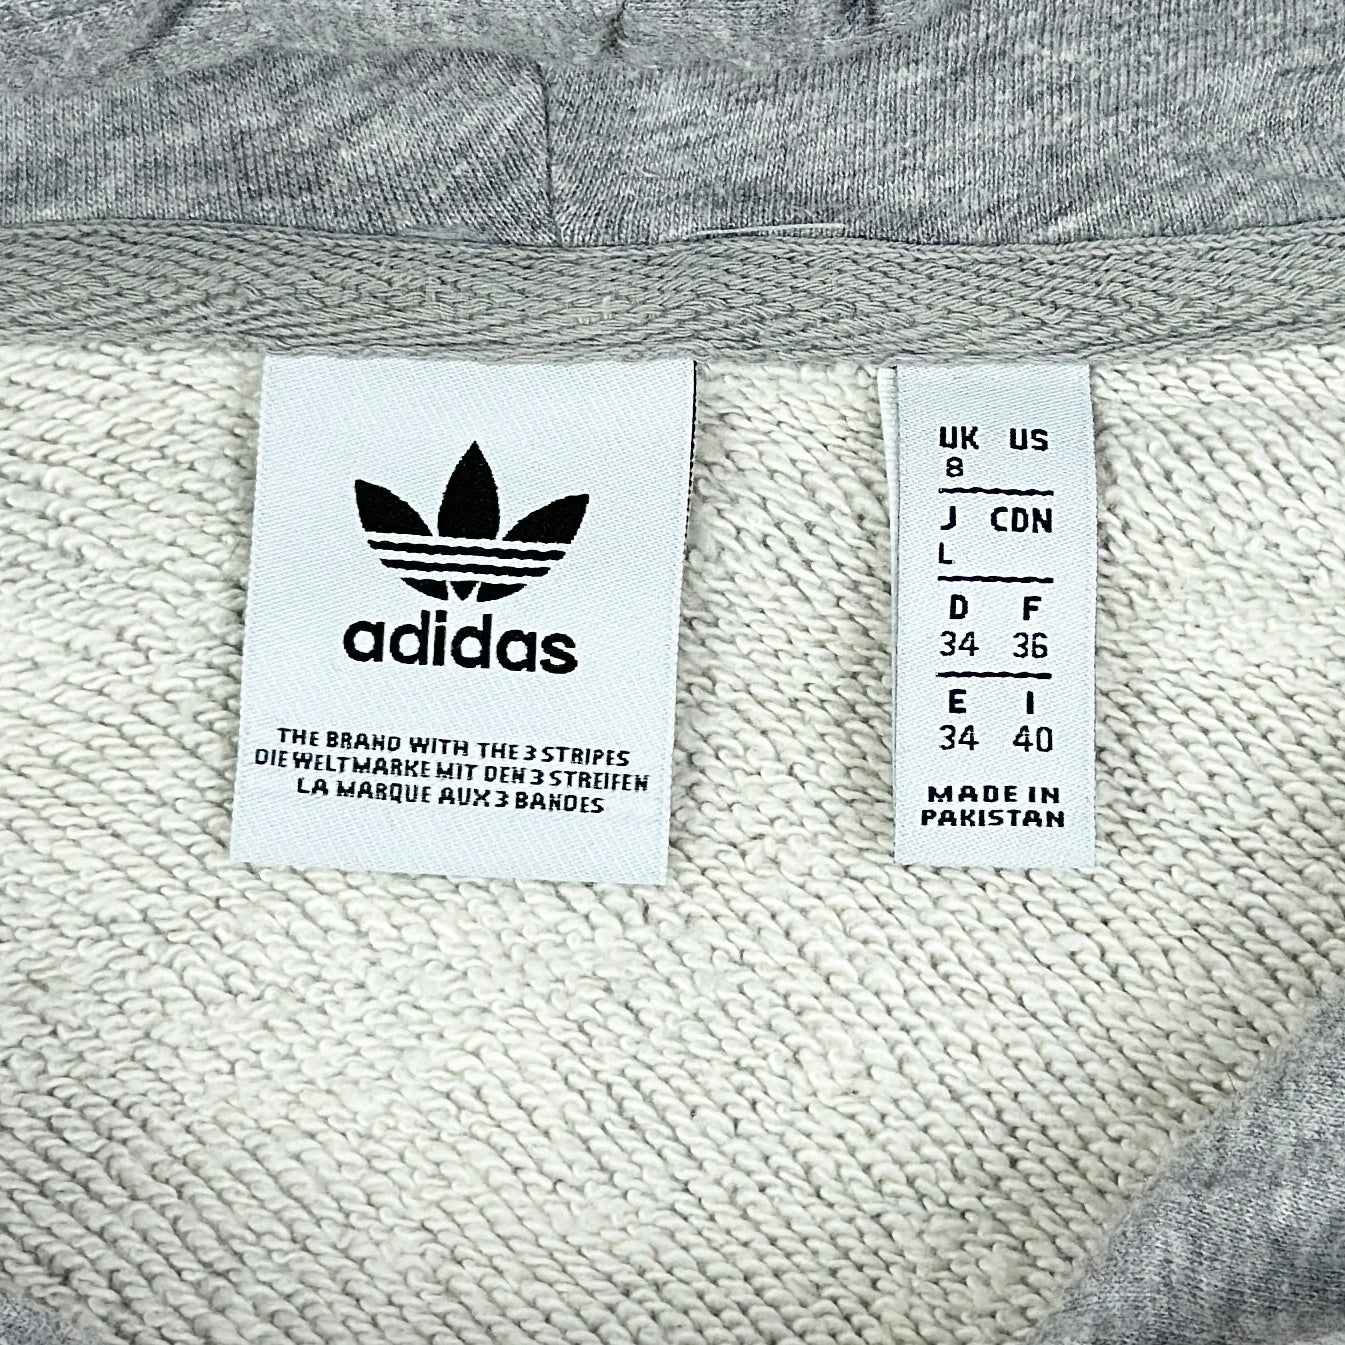 adidas
THE BRAND WITH THE 3 STRIPES
DIE WELTMARKE MIT DEN 3 STREIFEN
LA MARQUE AUX 3 BANDES
UK US
8
J CDN
L
D F
34 36
E I
34 40
MADE IN
PAKISTAN